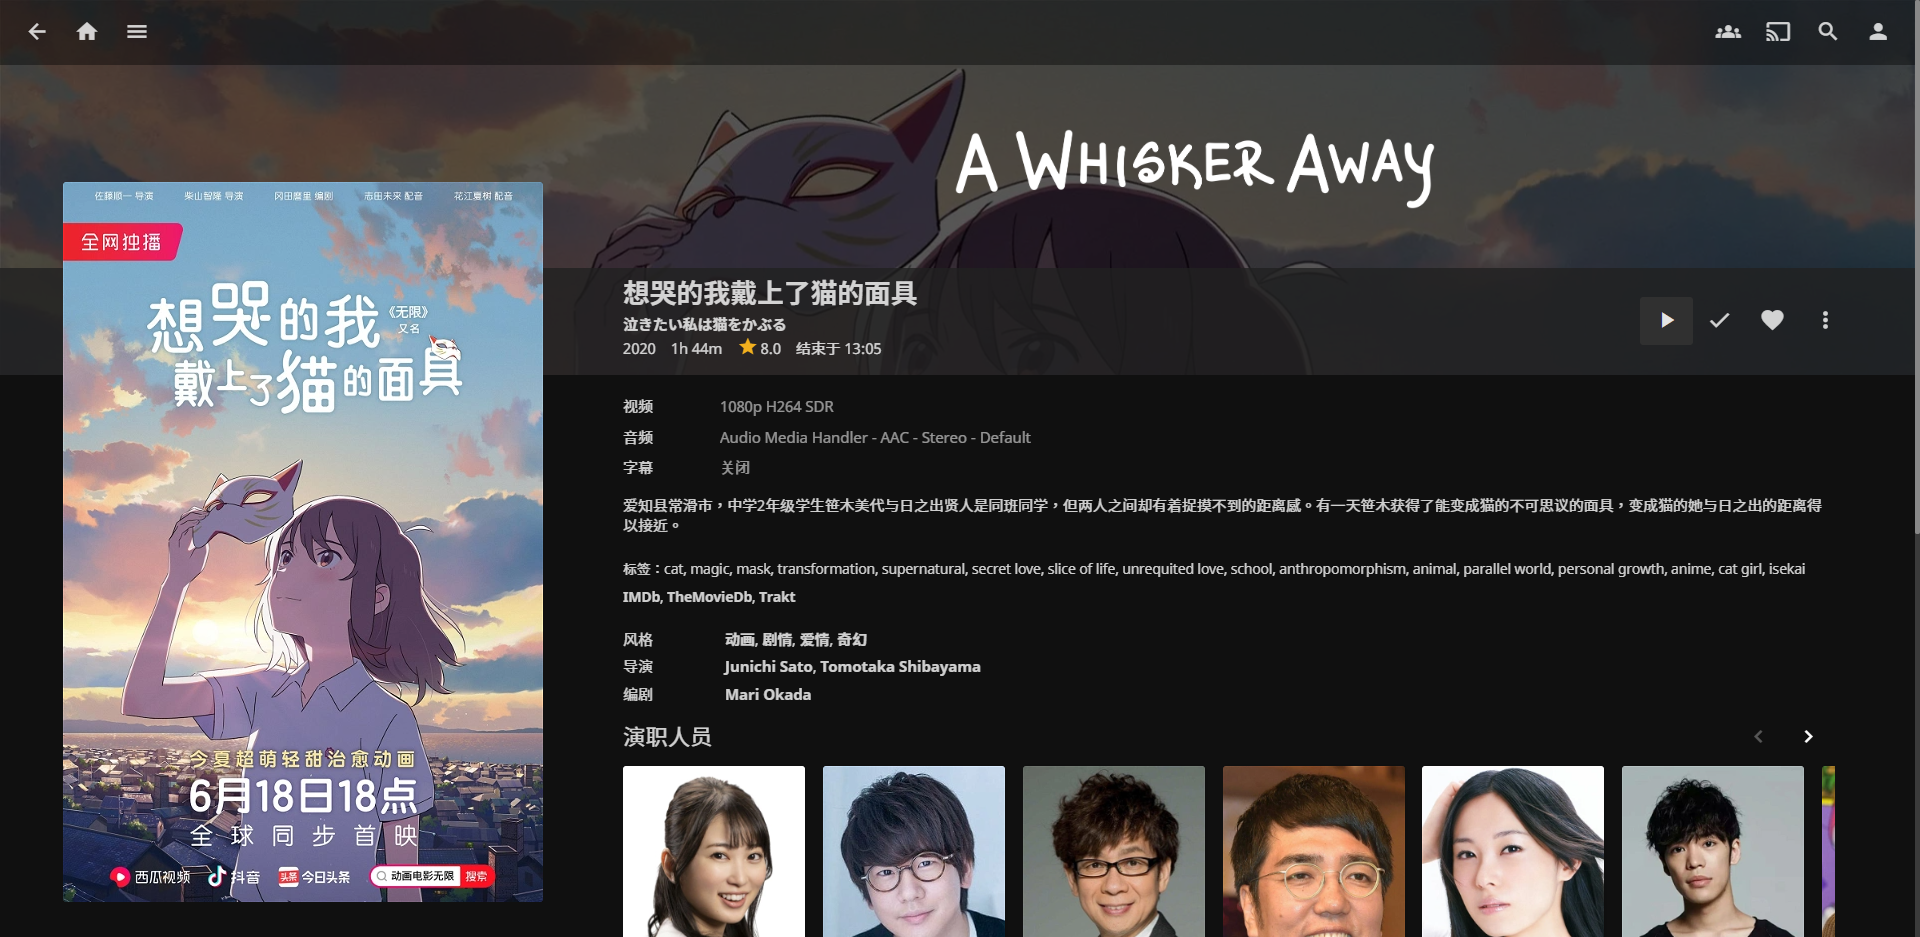 A WHISKER AWAY
佐藤顺一 导演 柴山智隆 导演 冈田麿里 编剧 志田未来 配音 花江夏树 配音
全网独播
想哭的我
《无限》
又名
戴上了猫的面具
今夏超萌轻甜治愈动画
6月18日18点
全球同步首映
西瓜视频 抖音 头条 今日头条 动画电影无限 搜索
想哭的我戴上了猫的面具
泣きたい私は猫をかぶる
2020 1h 44m 8.0 结束于 13:05
视频 1080p H264 SDR
音频 Audio Media Handler - AAC - Stereo - Default
字幕 关闭
爱知县常滑市，中学2年级学生笹木美代与日之出贤人是同班同学，但两人之间却有着捉摸不到的距离感。有一天笹木获得了能变成猫的不可思议的面具，变成猫的她与日之出的距离得
以接近。
标签：cat, magic, mask, transformation, supernatural, secret love, slice of life, unrequited love, school, anthropomorphism, animal, parallel world, personal growth, anime, cat girl, isekai
IMDb, TheMovieDb, Trakt
风格 动画, 剧情, 爱情, 奇幻
导演 Junichi Sato, Tomotaka Shibayama
编剧 Mari Okada
演职人员